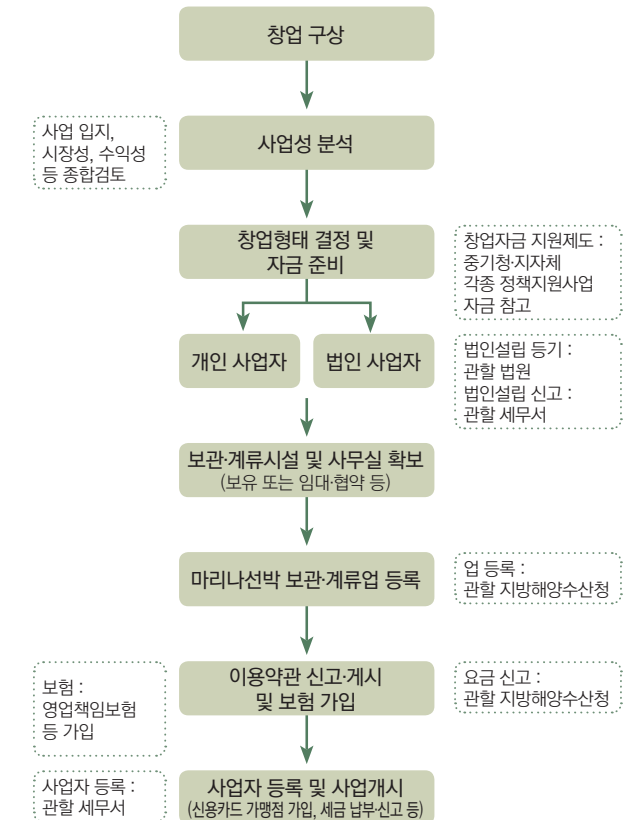 창업 구상
사업 입지,
시장성, 수익성
등 종합검토
사업성 분석
창업형태 결정 및
자금 준비
창업자금 지원제도 :
중기청·지자체
각종 정책지원사업
자금 참고
개인 사업자
법인 사업자
법인설립 등기 :
관할 법원
법인설립 신고 :
관할 세무서
보관·계류시설 및 사무실 확보
(보유 또는 임대·협약 등)
마리나선박 보관·계류업 등록
업 등록 :
관할 지방해양수산청
보험 :
영업책임보험
등 가입
이용약관 신고·게시
및 보험 가입
요금 신고 :
관할 지방해양수산청
사업자 등록 :
관할 세무서
사업자 등록 및 사업개시
(신용카드 가맹점 가입, 세금 납부·신고 등)